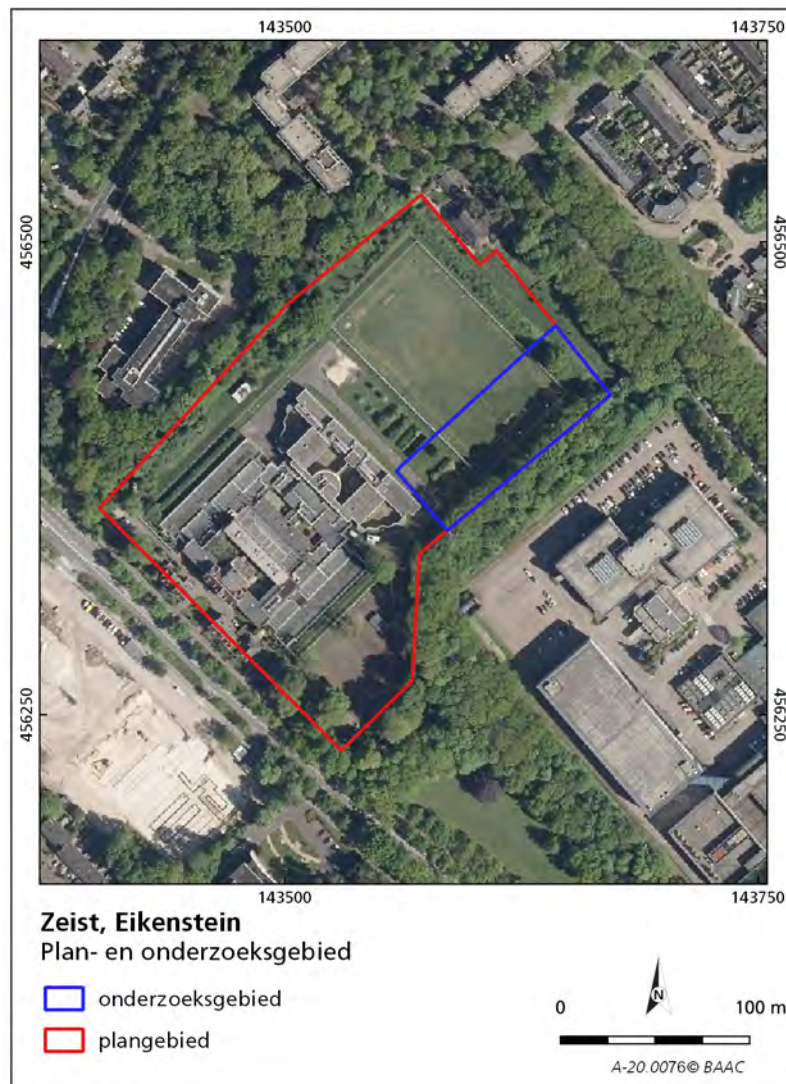 143500 143750
456500 456500
456250 456250
143500 143750
Zeist, Eikenstein
Plan- en onderzoeksgebied
onderzoeksgebied
plangebied
N
0 100 m
A-20.0076© BAAC